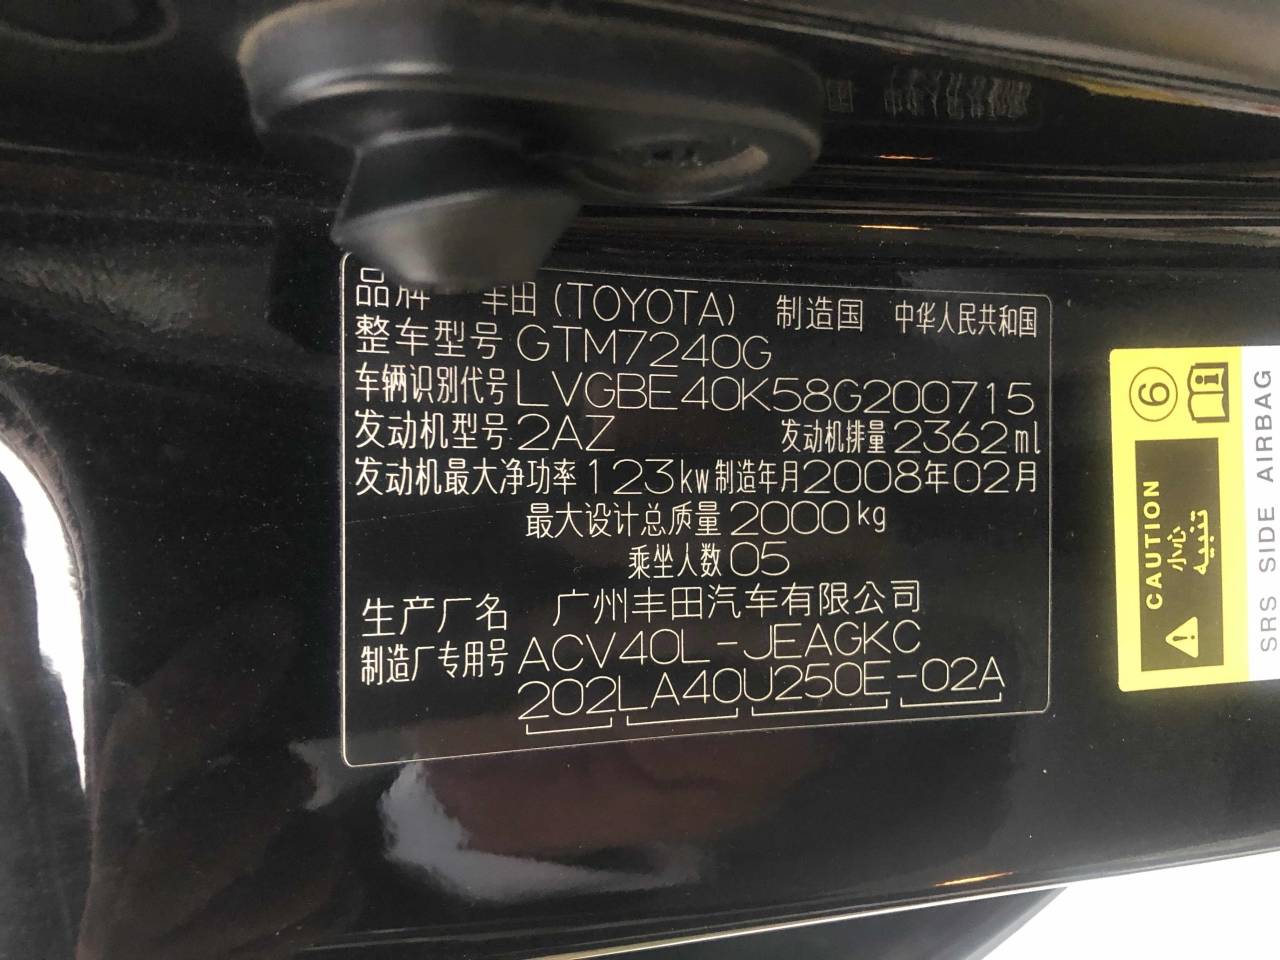 品牌 丰田 (TOYOTA) 制造国 中华人民共和国
整车型号 GTM7240G
车辆识别代号 LVGBE40K58G200715
发动机型号 2AZ 发动机排量 2362ml
发动机最大净功率 123kw 制造年月 2008年02月
最大设计总质量 2000kg
乘坐人数 05
生产厂名 广州丰田汽车有限公司
制造厂专用号 ACV40L-JEAGKC
202LA40U250E-02A
6 i
CAUTION
小心
تنبيه
SRS SIDE AIRBAG